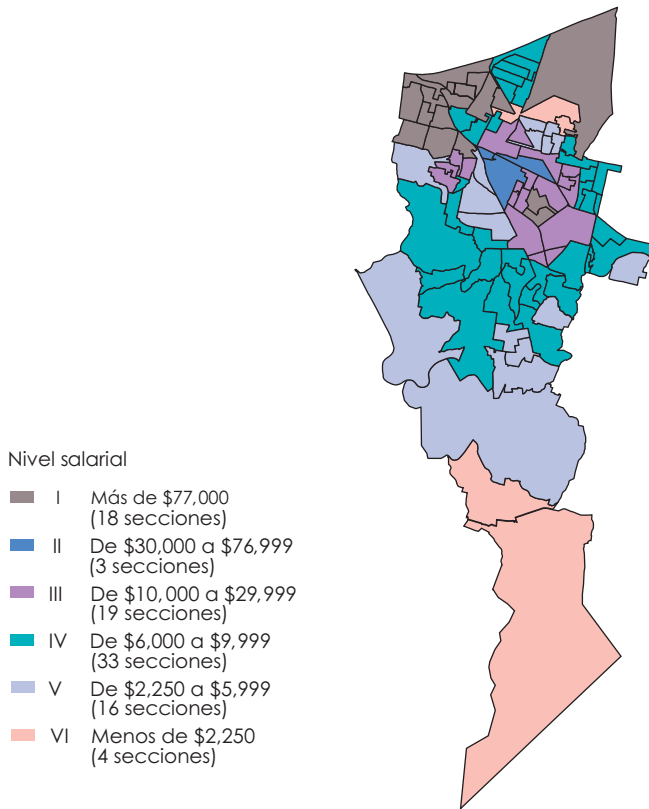 Nivel salarial
I Más de $77,000
(18 secciones)
II De $30,000 a $76,999
(3 secciones)
III De $10,000 a $29,999
(19 secciones)
IV De $6,000 a $9,999
(33 secciones)
V De $2,250 a $5,999
(16 secciones)
VI Menos de $2,250
(4 secciones)